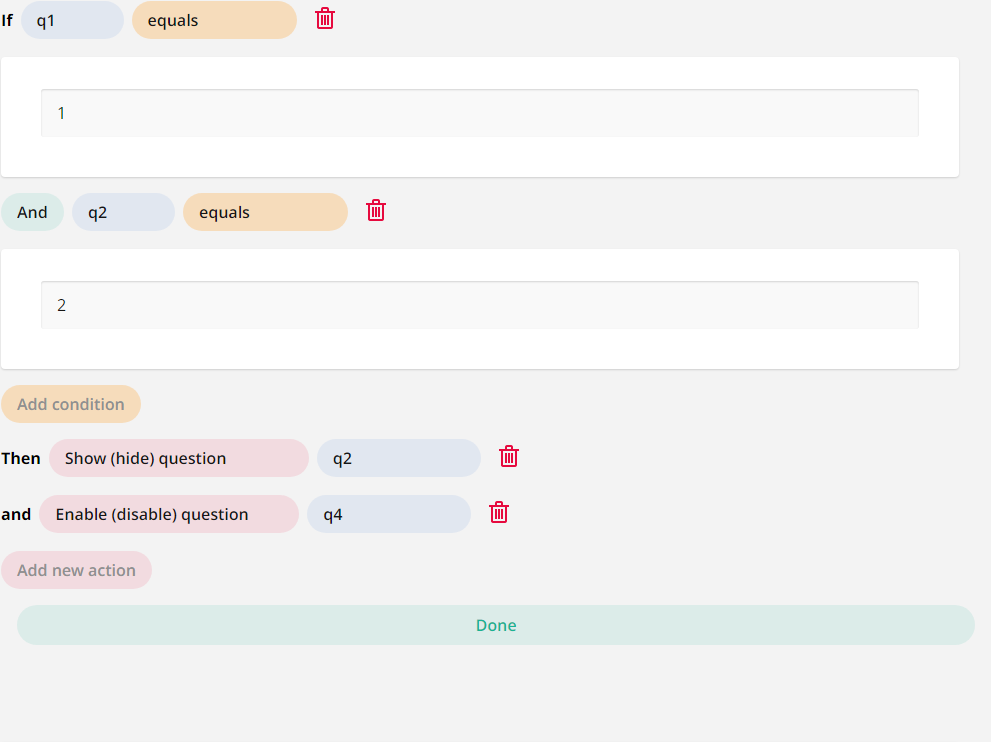 If q1 equals
1
And q2 equals
2
Add condition
Then Show (hide) question q2
and Enable (disable) question q4
Add new action
Done